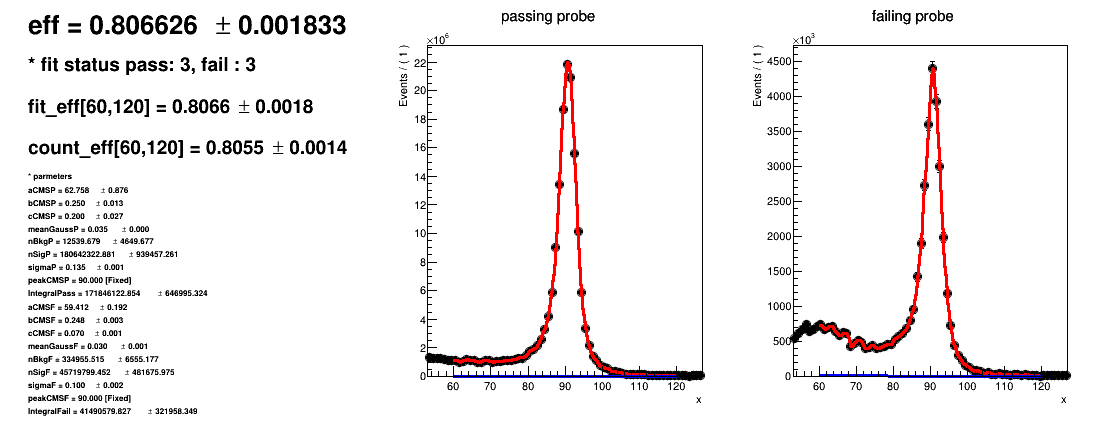 eff = 0.806626 ± 0.001833
* fit status pass: 3, fail : 3
fit_eff[60,120] = 0.8066 ± 0.0018
count_eff[60,120] = 0.8055 ± 0.0014
* parmeters
aCMSP = 62.758 ± 0.876
bCMSP = 0.250 ± 0.013
cCMSP = 0.200 ± 0.027
meanGaussP = 0.035 ± 0.000
nBkgP = 12539.679 ± 4649.677
nSigP = 180642322.881 ± 939457.261
sigmaP = 0.135 ± 0.001
peakCMSP = 90.000 [Fixed]
IntegralPass = 171846122.854 ± 646995.324
aCMSF = 59.412 ± 0.192
bCMSF = 0.248 ± 0.003
cCMSF = 0.070 ± 0.001
meanGaussF = 0.030 ± 0.001
nBkgF = 334955.515 ± 6555.177
nSigF = 45719799.452 ± 481675.975
sigmaF = 0.100 ± 0.002
peakCMSF = 90.000 [Fixed]
IntegralFail = 41490579.827 ± 321958.349
passing probe
×10⁶
Events / ( 1 )
22
20
18
16
14
12
10
8
6
4
2
0
60 70 80 90 100 110 120
x
failing probe
×10³
Events / ( 1 )
4500
4000
3500
3000
2500
2000
1500
1000
500
0
60 70 80 90 100 110 120
x